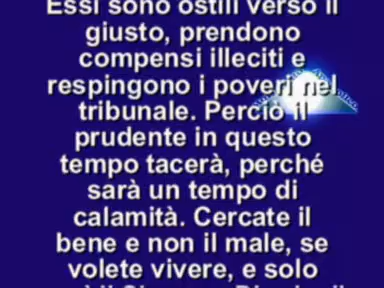 Essi sono ostili verso il
giusto, prendono
compensi illeciti e
respingono i poveri nel
tribunale. Perciò il
prudente in questo
tempo tacerà, perché
sarà un tempo di
calamità. Cercate il
bene e non il male, se
volete vivere, e solo